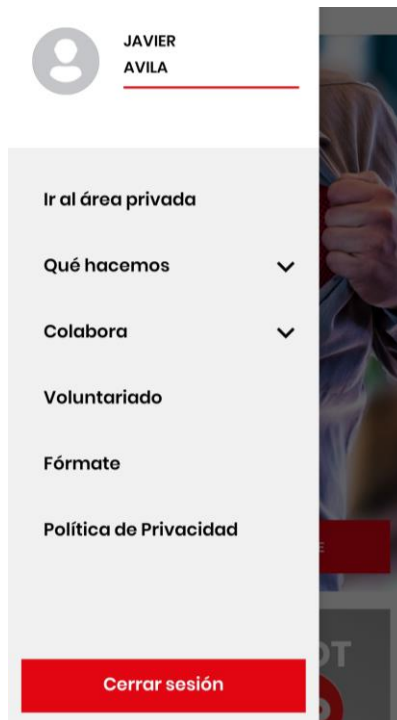 JAVIER
AVILA
Ir al área privada
Qué hacemos
Colabora
Voluntariado
Fórmate
Política de Privacidad
Cerrar sesión